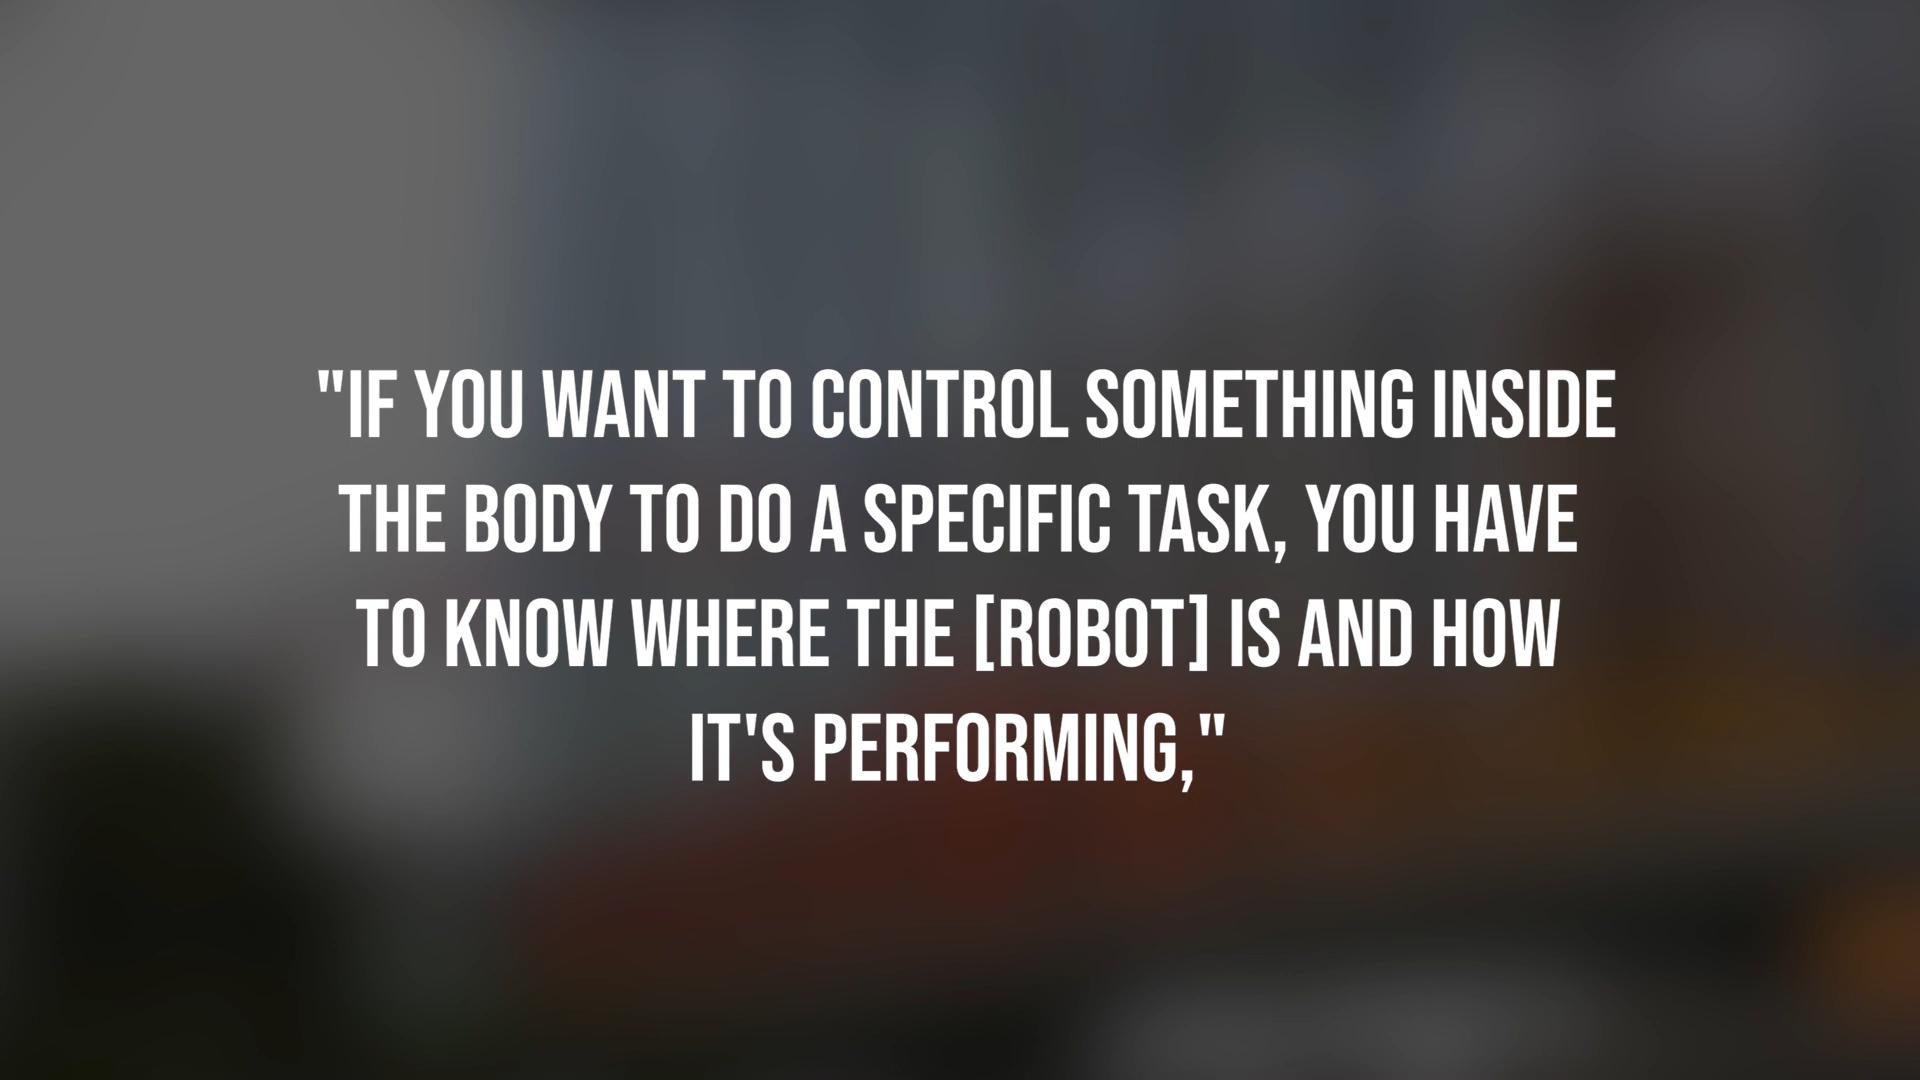 "IF YOU WANT TO CONTROL SOMETHING INSIDE
THE BODY TO DO A SPECIFIC TASK, YOU HAVE
TO KNOW WHERE THE [ROBOT] IS AND HOW
IT'S PERFORMING,"